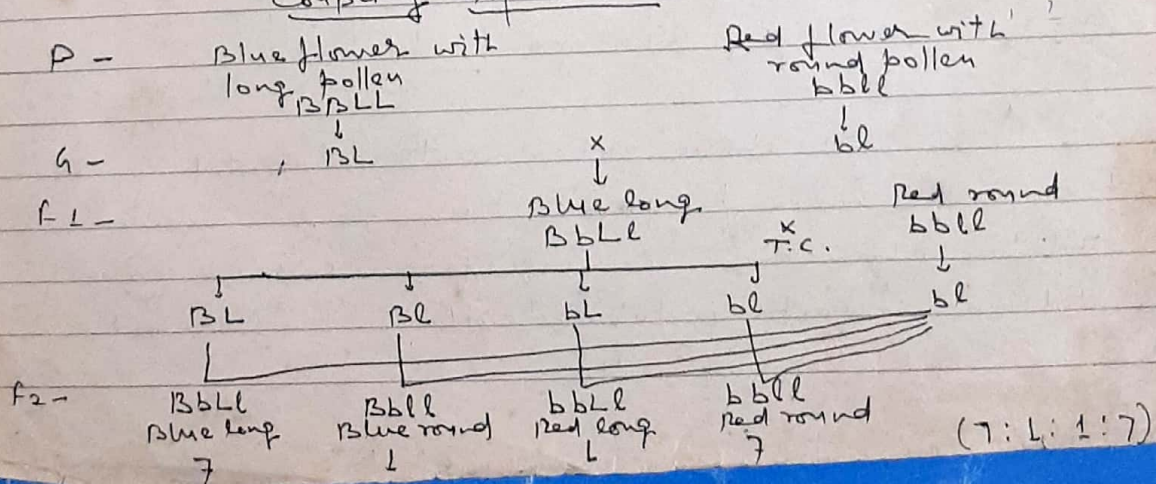 P - Blue flower with Red flower with
long pollen round pollen
BBLL bbll
G - BL × bl
F1 - Blue long Red round
BbLl × bbll
T.C.
BL Bl bL bl bl
F2 - BbLl Bbll bbLl bbll
Blue long Blue round Red long Red round
7 1 1 7 (7:1:1:7)